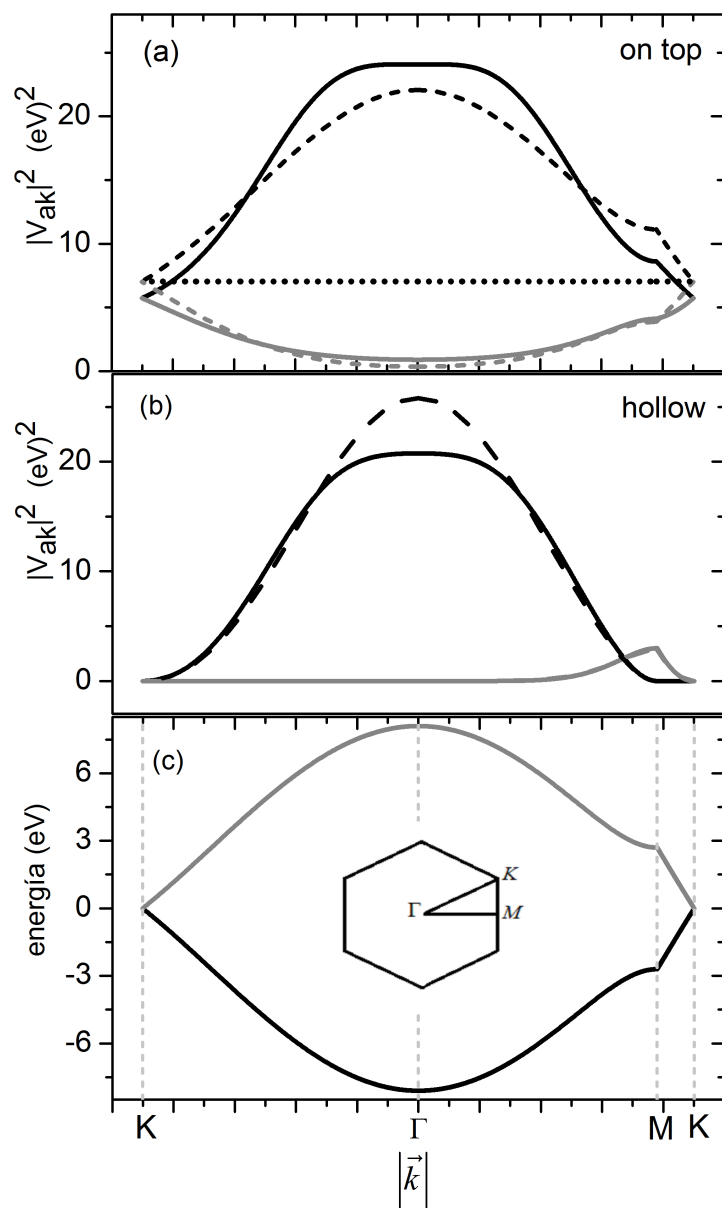 (a)
on top
|V_ak|² (eV)²
20
10
0
(b)
hollow
|V_ak|² (eV)²
20
10
0
(c)
energía (eV)
6
3
0
-3
-6
K
Γ
M
K
Γ
M
K
|k⃗|